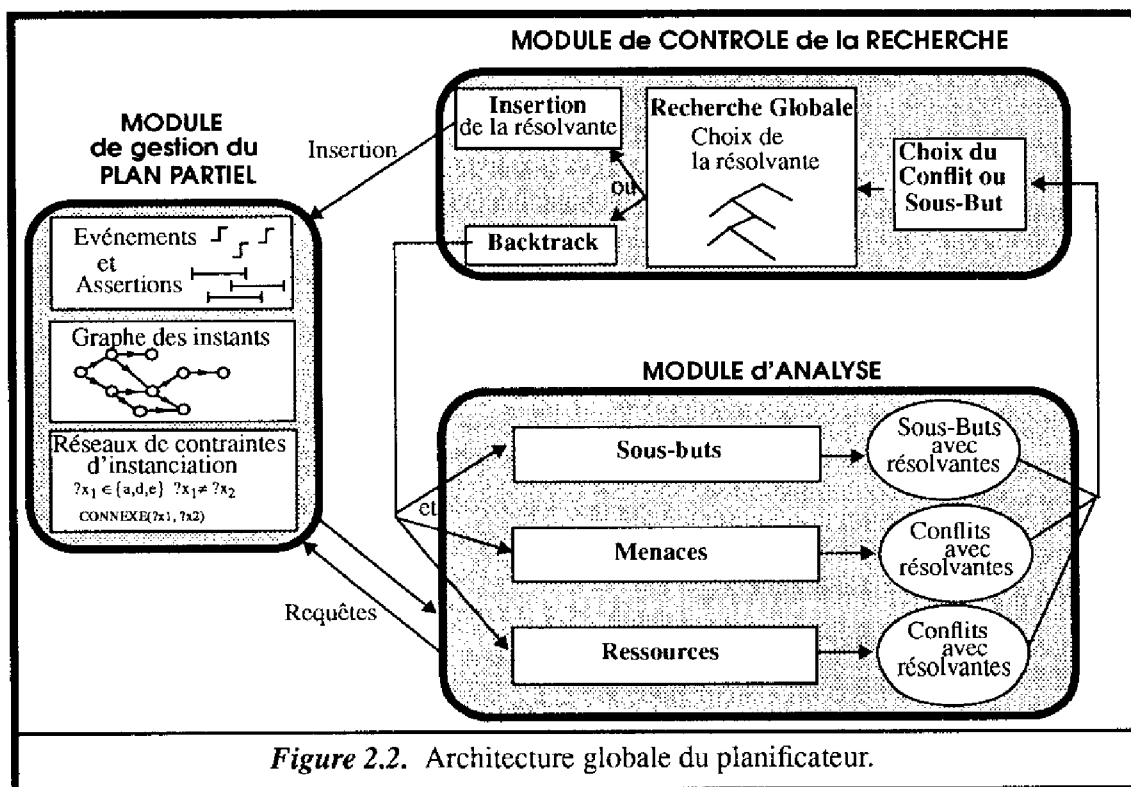 MODULE de CONTROLE de la RECHERCHE
MODULE
de gestion du
PLAN PARTIEL
Insertion
Insertion
de la résolvante
Recherche Globale
Choix de
la résolvante
Choix du
Conflit ou
Sous-But
ou
Backtrack
Evénements
et
Assertions
Graphe des instants
Réseaux de contraintes
d'instanciation
?x1 ∈ {a,d,e} ?x1 ≠ ?x2
CONNEXE(?x1, ?x2)
Requêtes
MODULE d'ANALYSE
et
Sous-buts
Sous-Buts
avec
résolvantes
Menaces
Conflits
avec
résolvantes
Ressources
Conflits
avec
résolvantes
Figure 2.2. Architecture globale du planificateur.